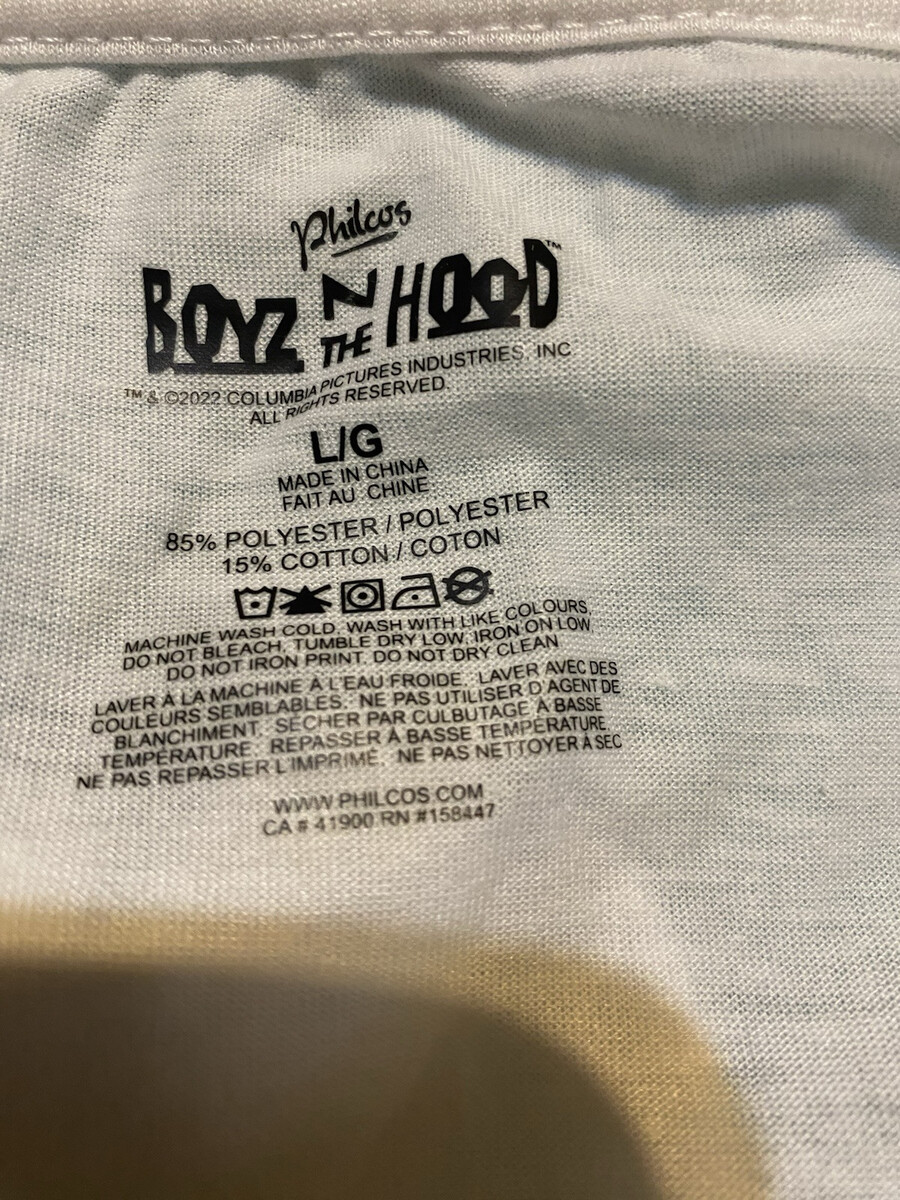 Philcos
BOYZ N THE HOOD™
™ & ©2022 COLUMBIA PICTURES INDUSTRIES, INC
ALL RIGHTS RESERVED.
L/G
MADE IN CHINA
FAIT AU CHINE
85% POLYESTER / POLYESTER
15% COTTON / COTON
MACHINE WASH COLD, WASH WITH LIKE COLOURS,
DO NOT BLEACH, TUMBLE DRY LOW, IRON ON LOW
DO NOT IRON PRINT. DO NOT DRY CLEAN
LAVER À LA MACHINE À L'EAU FROIDE, LAVER AVEC DES
COULEURS SEMBLABLES. NE PAS UTILISER D'AGENT DE
BLANCHIMENT. SÉCHER PAR CULBUTAGE À BASSE
TEMPÉRATURE. REPASSER À BASSE TEMPÉRATURE.
NE PAS REPASSER L'IMPRIMÉ. NE PAS NETTOYER À SEC
WWW.PHILCOS.COM
CA # 41900 RN #158447